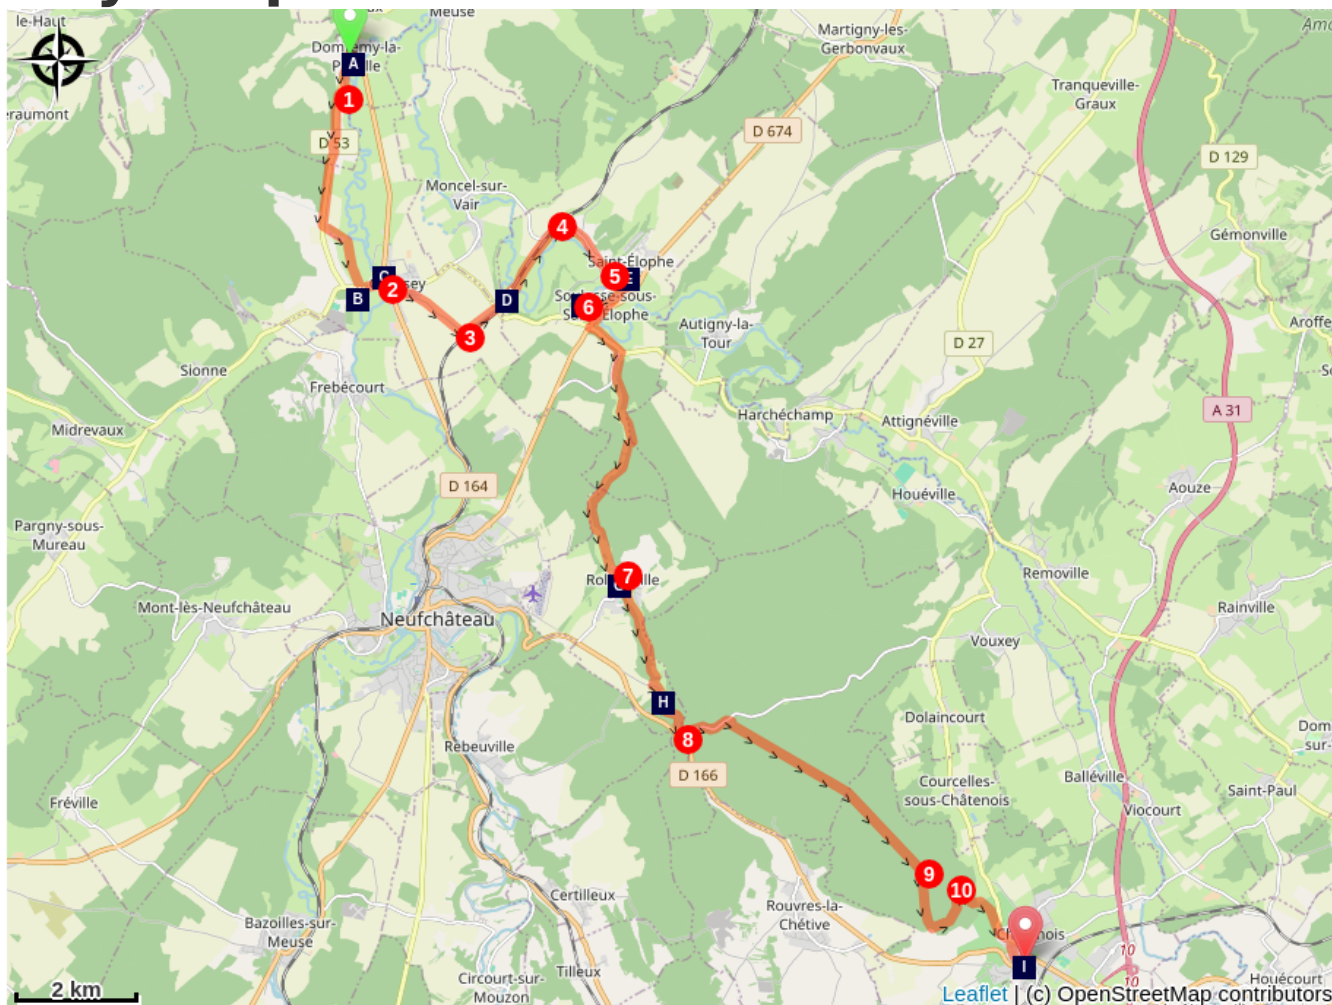 le-Haut
Meuse
Martigny-les-
Gerbonvaux
A
1
Tranqueville-
Graux
eraumont
D 53
D 674
D 129
Moncel-sur-
Vair
4
Gémonville
Saint-Élophe
5
E
2
B
D
6
Autigny-la-
Tour
3
Aroffe
D 27
Sionne
Frebécourt
Harchéchamp
Attignéville
A 31
Midrevaux
D 164
Houéville
Aouze
Pargny-sous-
Mureau
7
Removille
Mont-lès-Neufchâteau
Rainville
Neufchâteau
Vouxey
H
Dolaincourt
8
Rebeuville
D 166
Courcelles-
sous-Châtenois
Balléville
Saint-Paul
Viocourt
Fréville
9
10
Certilleux
Rouvres-la-
Chétive
Bazoilles-sur-
Meuse
10
I
Tilleux
Circourt-sur-
Mouzon
10
Houécourt
2 km
Leaflet | (c) OpenStreetMap contributors